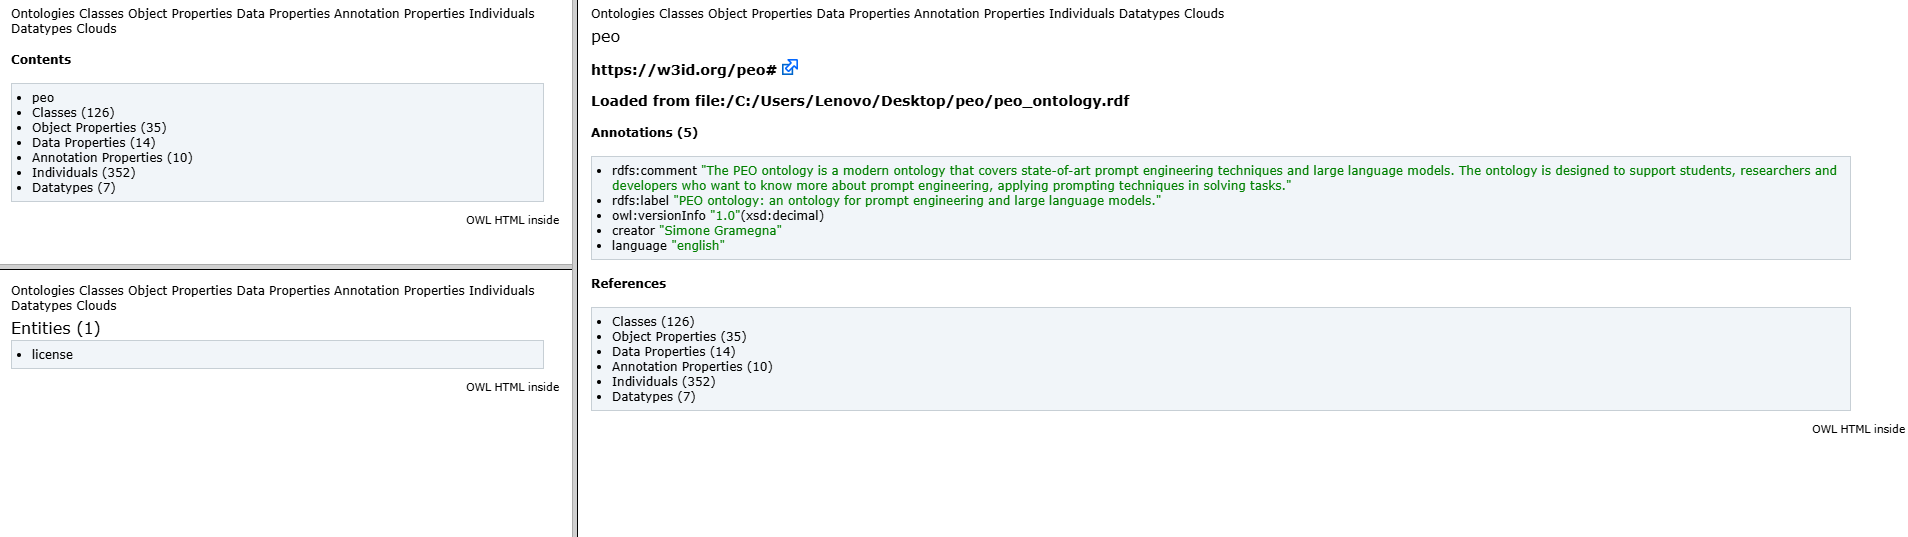 Ontologies Classes Object Properties Data Properties Annotation Properties Individuals
Datatypes Clouds
Contents
peo
Classes (126)
Object Properties (35)
Data Properties (14)
Annotation Properties (10)
Individuals (352)
Datatypes (7)
OWL HTML inside
Ontologies Classes Object Properties Data Properties Annotation Properties Individuals
Datatypes Clouds
Entities (1)
license
OWL HTML inside
Ontologies Classes Object Properties Data Properties Annotation Properties Individuals Datatypes Clouds
peo
https://w3id.org/peo#
Loaded from file:/C:/Users/Lenovo/Desktop/peo/peo_ontology.rdf
Annotations (5)
rdfs:comment "The PEO ontology is a modern ontology that covers state-of-art prompt engineering techniques and large language models. The ontology is designed to support students, researchers and
developers who want to know more about prompt engineering, applying prompting techniques in solving tasks."
rdfs:label "PEO ontology: an ontology for prompt engineering and large language models."
owl:versionInfo "1.0"(xsd:decimal)
creator "Simone Gramegna"
language "english"
References
Classes (126)
Object Properties (35)
Data Properties (14)
Annotation Properties (10)
Individuals (352)
Datatypes (7)
OWL HTML inside